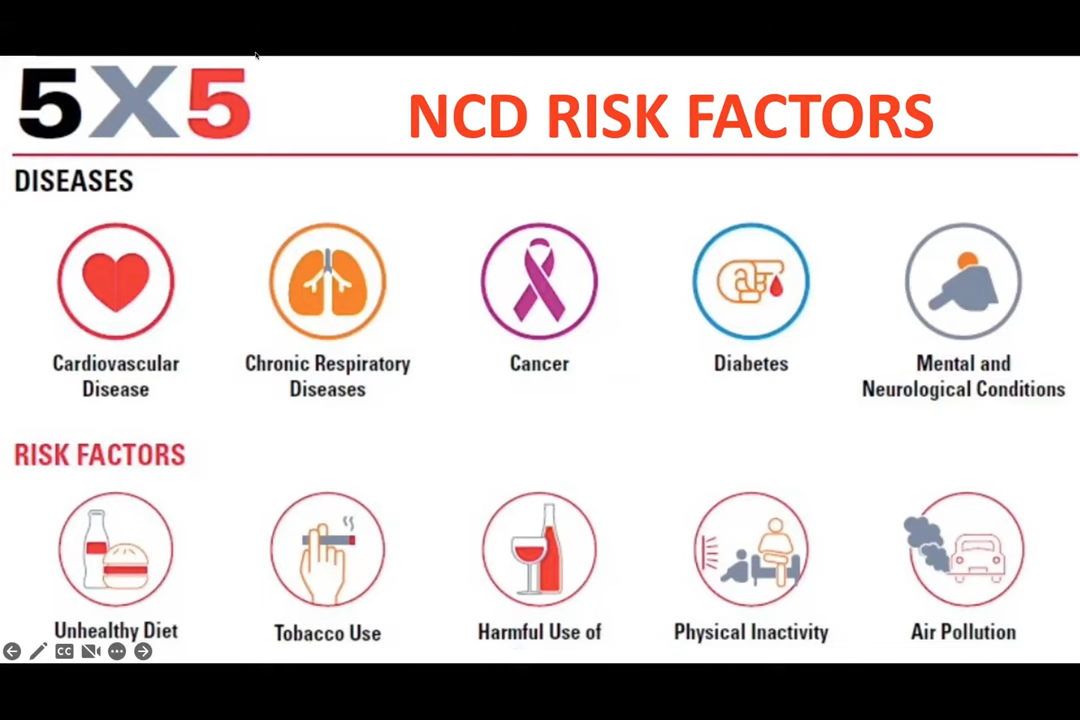 5X5
NCD RISK FACTORS
DISEASES
Cardiovascular
Disease
Chronic Respiratory
Diseases
Cancer
Diabetes
Mental and
Neurological Conditions
RISK FACTORS
Unhealthy Diet
Tobacco Use
Harmful Use of
Physical Inactivity
Air Pollution
CC